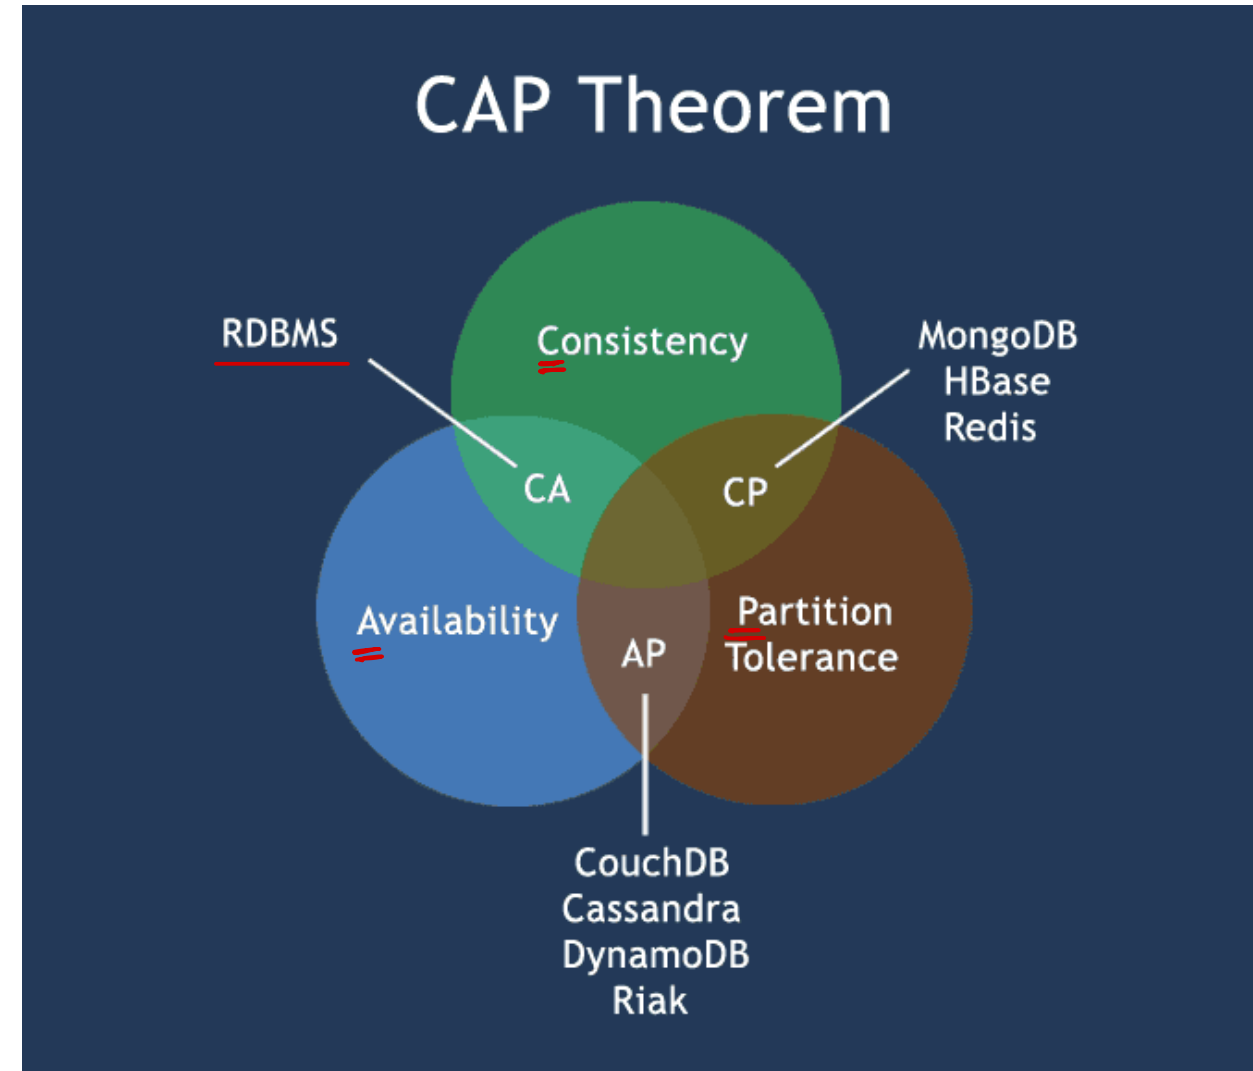 CAP Theorem
RDBMS
Consistency
MongoDB
HBase
Redis
CA
CP
Availability
Partition
Tolerance
AP
CouchDB
Cassandra
DynamoDB
Riak